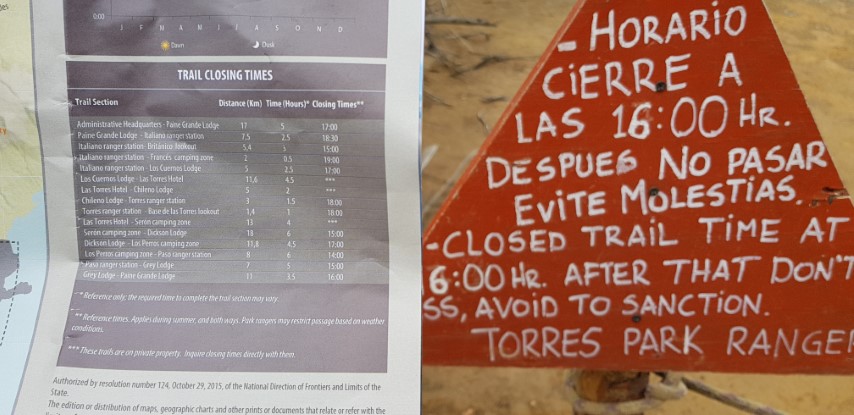 0:00
J F M A M J J A S O N D
Dawn Dusk
TRAIL CLOSING TIMES
Trail Section Distance (Km) Time (Hours)* Closing Times**
Administrative Headquarters - Paine Grande Lodge 17 5 17:00
Paine Grande Lodge - Italiano ranger station 7.5 2.5 18:30
Italiano ranger station - Británico lookout 5,4 3 15:00
Italiano ranger station - Francés camping zone 2 0.5 19:00
Italiano ranger station - Los Cuernos Lodge 5 2.5 17:00
Los Cuernos Lodge - Las Torres Hotel 11,6 4.5 ***
Las Torres Hotel - Chileno Lodge 5 2 ***
Chileno Lodge - Torres ranger station 3 1.5 18:00
Torres ranger station - Base de las Torres lookout 1,4 1 18:00
Las Torres Hotel - Serón camping zone 13 4 ***
Serón camping zone - Dickson Lodge 18 6 15:00
Dickson Lodge - Los Perros camping zone 11,8 4.5 17:00
Los Perros camping zone - Paso ranger station 8 6 14:00
Paso ranger station - Grey Lodge 7 5 15:00
Grey Lodge - Paine Grande Lodge 11 3.5 16:00
* Reference only, the required time to complete the trail section may vary.
** Reference times. Applies during summer, and both ways. Park rangers may restrict passage based on weather
conditions.
*** These trails are on private property. Inquire closing times directly with them.
Authorized by resolution number 124, October 29, 2015, of the National Direction of Frontiers and Limits of the
State.
The edition or distribution of maps, geographic charts and other prints or documents that relate or refer with the
- HORARIO
CIERRE A
LAS 16:00 HR.
DESPUES NO PASAR
EVITE MOLESTIAS.
-CLOSED TRAIL TIME AT
16:00 HR. AFTER THAT DON'T
SS, AVOID TO SANCTION.
TORRES PARK RANGE